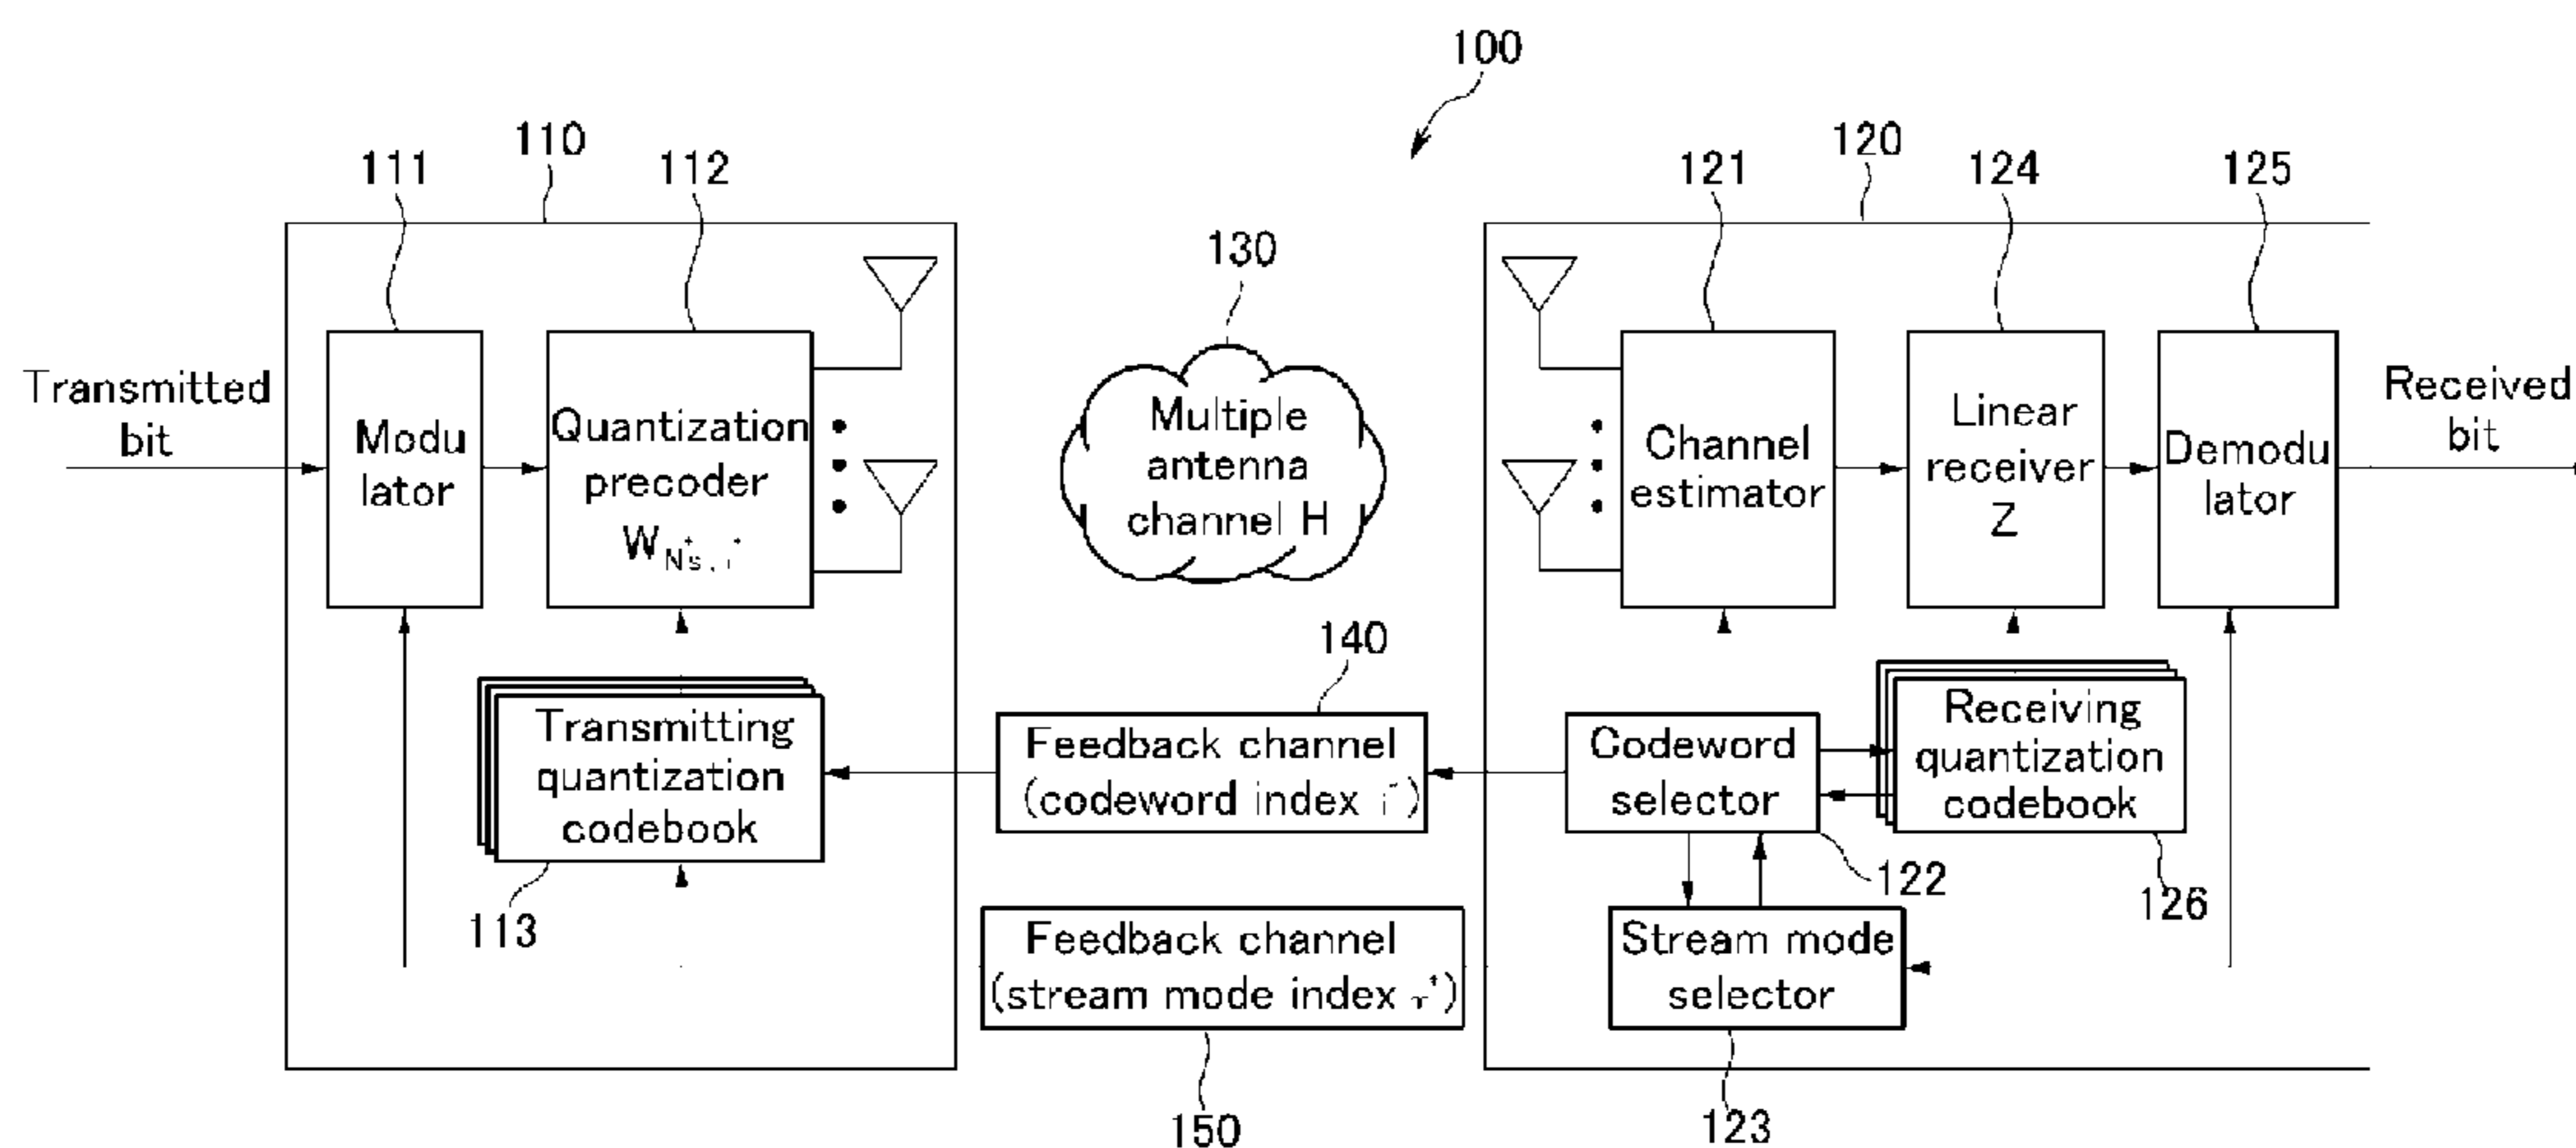 100
110
120
111
112
121
124
125
130
Transmitted
bit
Modu
lator
Quantization
precoder
Multiple
antenna
channel H
Channel
estimator
Linear
receiver
Z
Demodu
lator
Received
bit
140
Transmitting
quantization
codebook
113
Feedback channel
(codeword index i*)
Codeword
selector
122
Receiving
quantization
codebook
126
Feedback channel
(stream mode index
150
Stream mode
selector
123